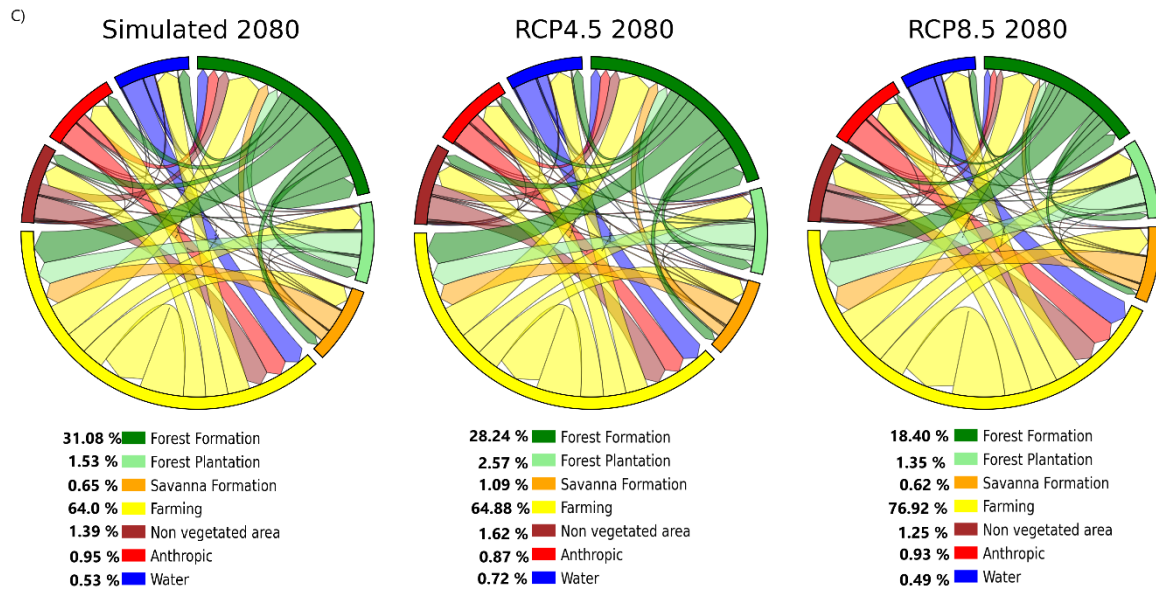 C)
Simulated 2080
RCP4.5 2080
RCP8.5 2080
31.08 % Forest Formation
1.53 % Forest Plantation
0.65 % Savanna Formation
64.0 % Farming
1.39 % Non vegetated area
0.95 % Anthropic
0.53 % Water
28.24 % Forest Formation
2.57 % Forest Plantation
1.09 % Savanna Formation
64.88 % Farming
1.62 % Non vegetated area
0.87 % Anthropic
0.72 % Water
18.40 % Forest Formation
1.35 % Forest Plantation
0.62 % Savanna Formation
76.92 % Farming
1.25 % Non vegetated area
0.93 % Anthropic
0.49 % Water